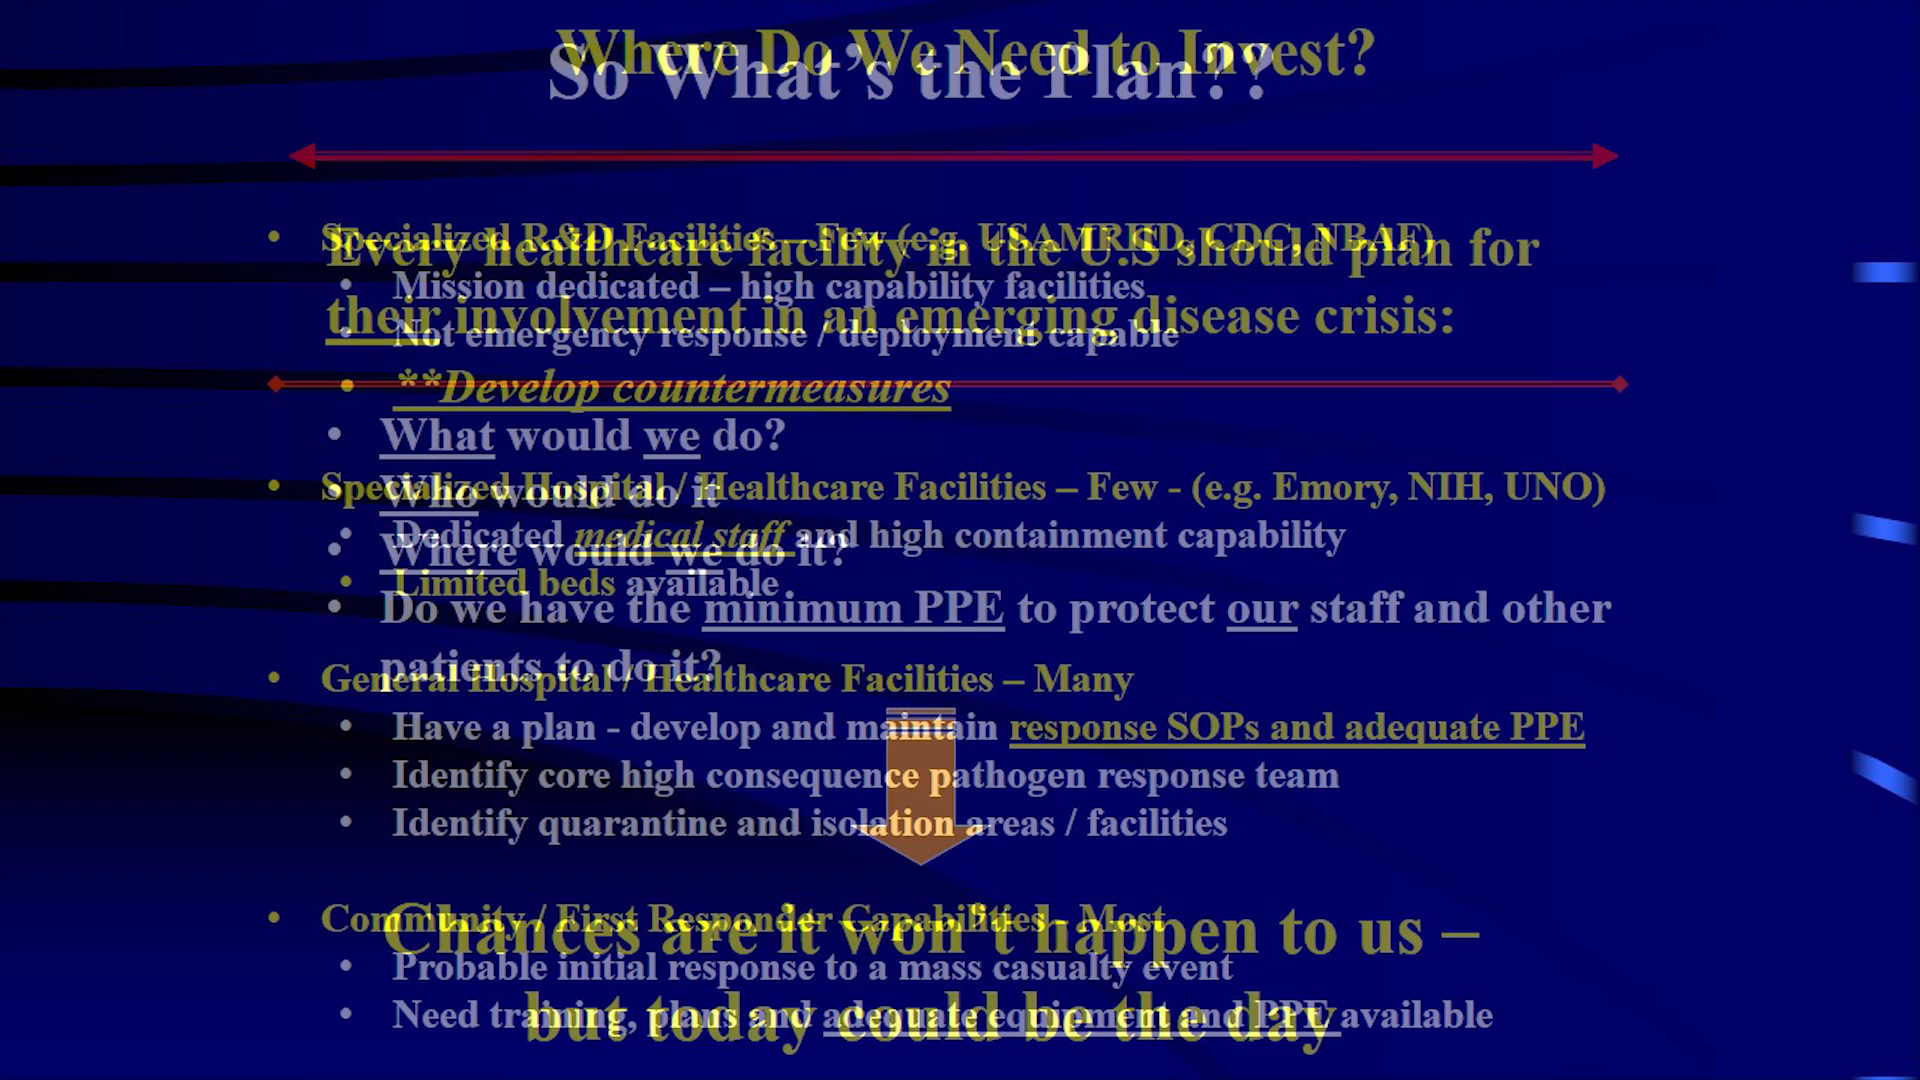 Where Do We Need to Invest?
• Specialized R&D Facilities – Few (e.g. USAMRIID, CDC, NBAF)
• Mission dedicated – high capability facilities
• Not emergency response / deployment capable
• **Develop countermeasures
• Specialized Hospital / Healthcare Facilities – Few - (e.g. Emory, NIH, UNO)
• Dedicated medical staff and high containment capability
• Limited beds available
• General Hospital / Healthcare Facilities – Many
• Have a plan - develop and maintain response SOPs and adequate PPE
• Identify core high consequence pathogen response team
• Identify quarantine and isolation areas / facilities
• Community / First Responder Capabilities - Most
• Probable initial response to a mass casualty event
• Need training, plans and adequate equipment and PPE available
So What's the Plan??
Every healthcare facility in the U.S should plan for
their involvement in an emerging disease crisis:
• What would we do?
• Who would do it
• Where would we do it?
• Do we have the minimum PPE to protect our staff and other
patients to do it?
Chances are it won't happen to us –
but today could be the day